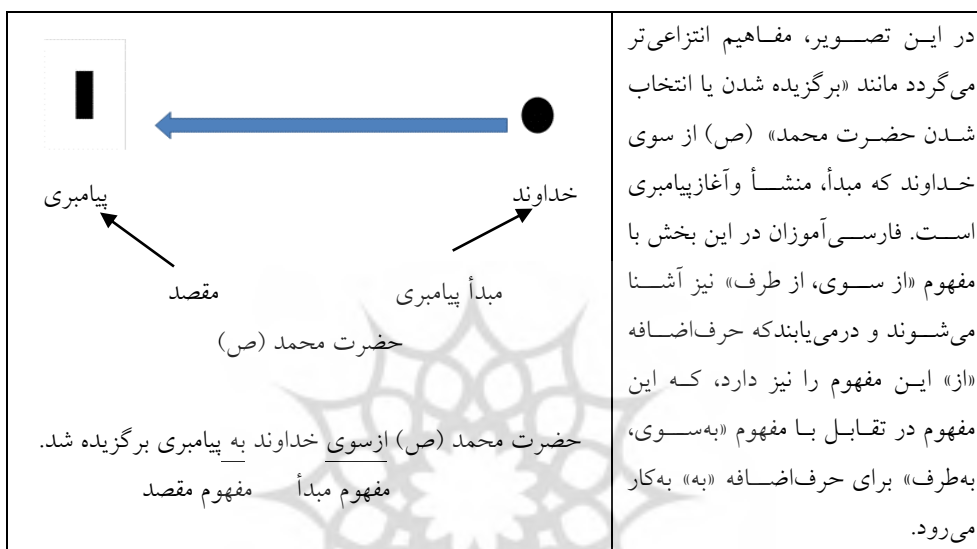 در این تصویر، مفاهیم انتزاعی‌تر
می‌گردد مانند «برگزیده شدن یا انتخاب
شدن حضرت محمد» (ص) از سوی
خداوند که مبدأ، منشأ وآغازپیامبری
است. فارسی‌آموزان در این بخش با
مفهوم «از سوی، از طرف» نیز آشنا
می‌شوند و درمی‌یابندکه حرف‌اضافه
«از» این مفهوم را نیز دارد، که این
مفهوم در تقابل با مفهوم «به‌سوی،
به‌طرف» برای حرف‌اضافه «به» به‌کار
می‌رود.
خداوند پیامبری
مبدأ پیامبری مقصد
حضرت محمد (ص)
حضرت محمد (ص) ازسوی خداوند به پیامبری برگزیده شد.
مفهوم مبدأ مفهوم مقصد